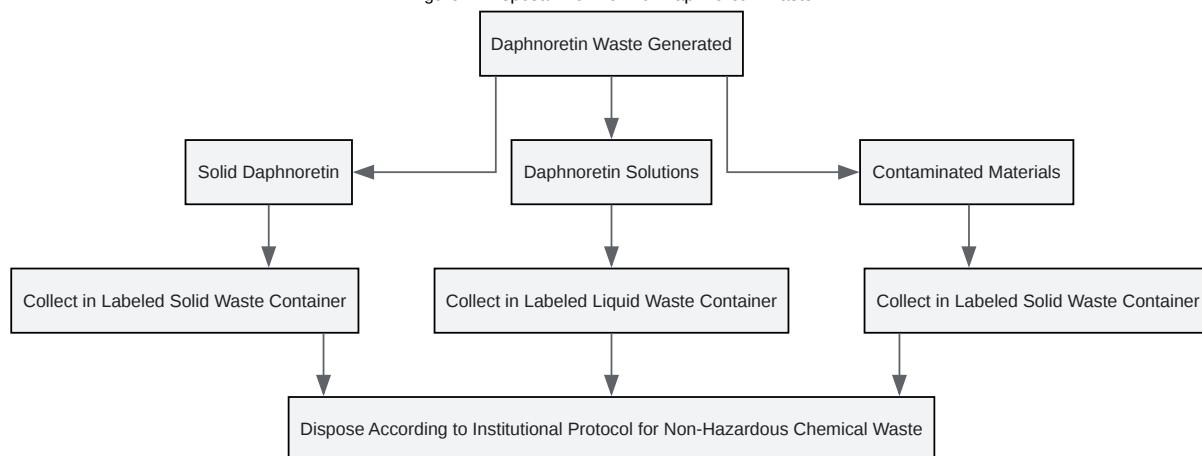 Daphnoretin Waste Generated
Solid Daphnoretin
Daphnoretin Solutions
Contaminated Materials
Collect in Labeled Solid Waste Container
Collect in Labeled Liquid Waste Container
Collect in Labeled Solid Waste Container
Dispose According to Institutional Protocol for Non-Hazardous Chemical Waste